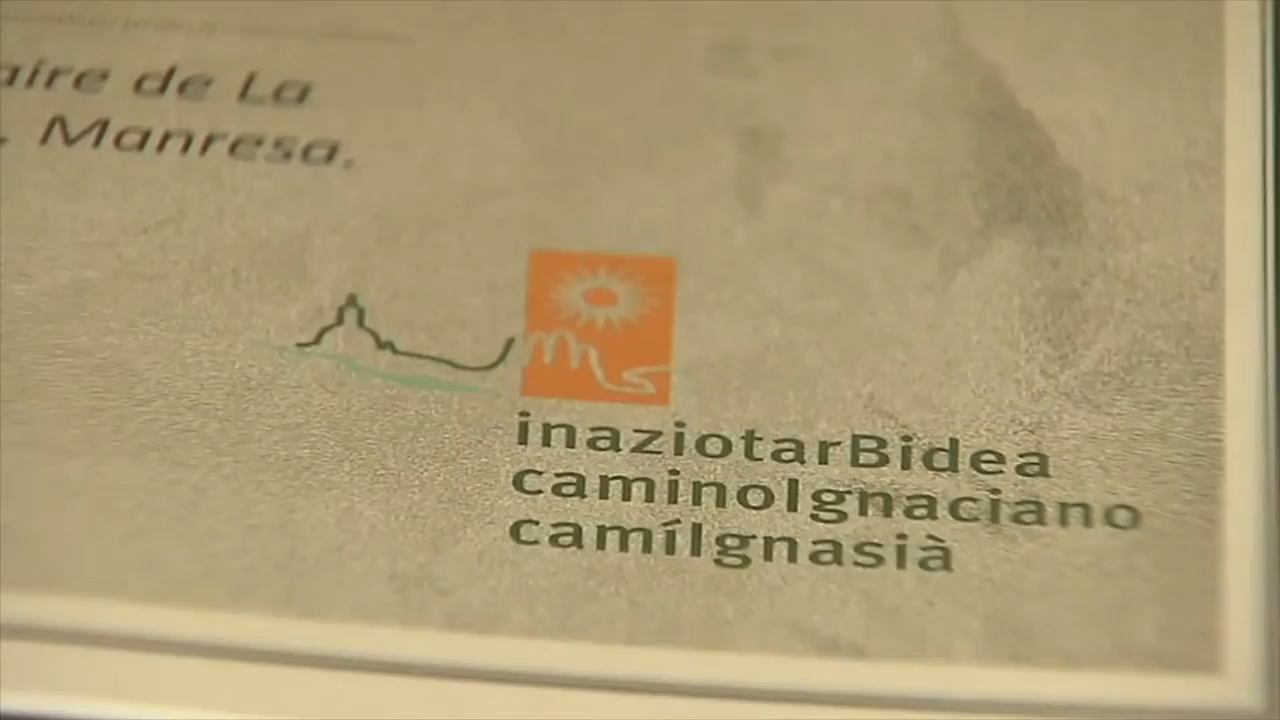 aire de La
. Manresa.
inaziotarBidea
caminoIgnaciano
camíIgnasià